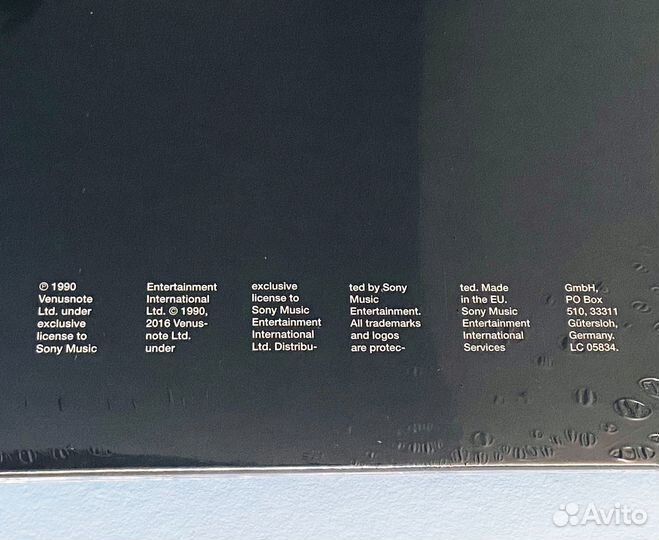 ℗ 1990
Venusnote
Ltd. under
exclusive
license to
Sony Music
Entertainment
International
Ltd. © 1990,
2016 Venus-
note Ltd.
under
exclusive
license to
Sony Music
Entertainment
International
Ltd. Distribu-
ted by Sony
Music
Entertainment.
All trademarks
and logos
are protec-
ted. Made
in the EU.
Sony Music
Entertainment
International
Services
GmbH,
PO Box
510, 33311
Gütersloh,
Germany.
LC 05834.
Avito